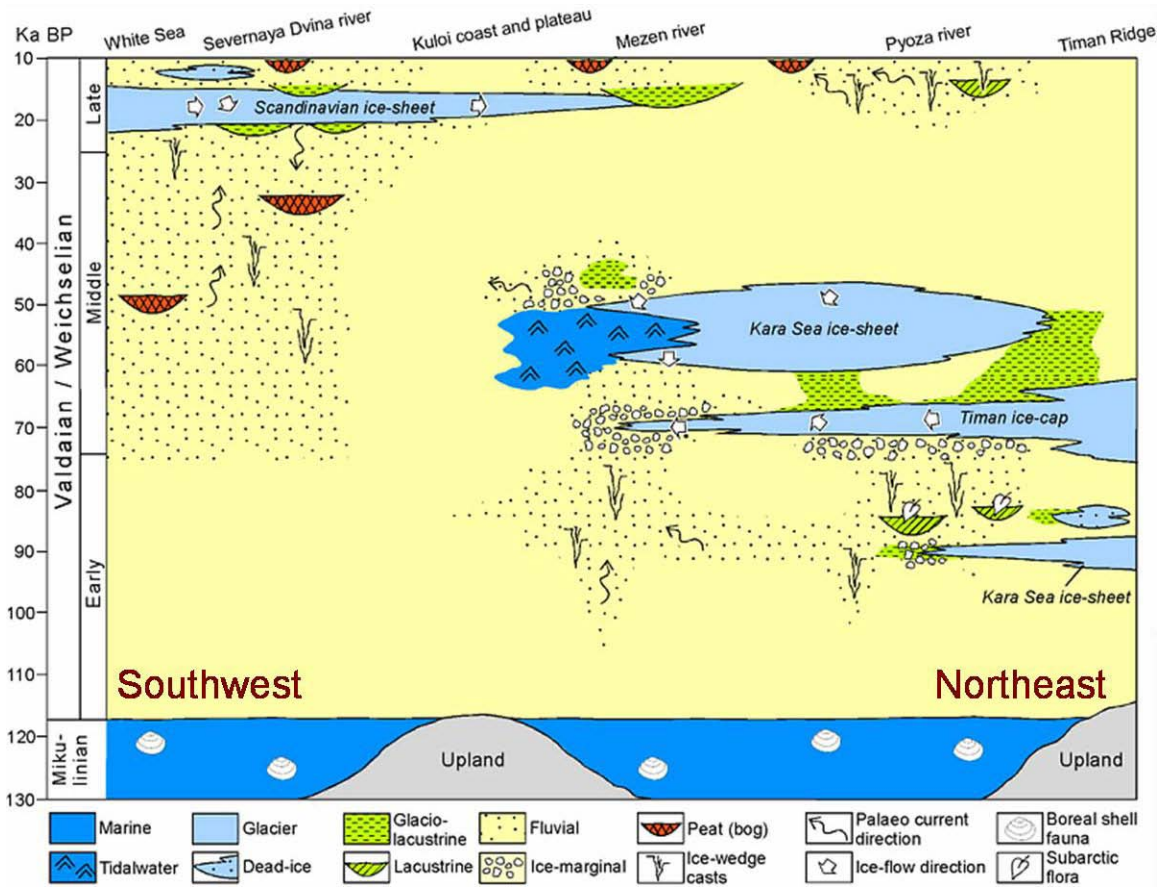 Ka BP
White Sea
Severnaya Dvina river
Kuloi coast and plateau
Mezen river
Pyoza river
Timan Ridge
10
20
30
40
50
60
70
80
90
100
110
120
130
Valdaian / Weichselian
Late
Middle
Early
Miku-
linian
Scandinavian ice-sheet
Kara Sea ice-sheet
Timan ice-cap
Kara Sea ice-sheet
Southwest
Northeast
Upland
Upland
Marine
Glacier
Glacio-
lacustrine
Fluvial
Peat (bog)
Palaeo current
direction
Boreal shell
fauna
Tidalwater
Dead-ice
Lacustrine
Ice-marginal
Ice-wedge
casts
Ice-flow direction
Subarctic
flora